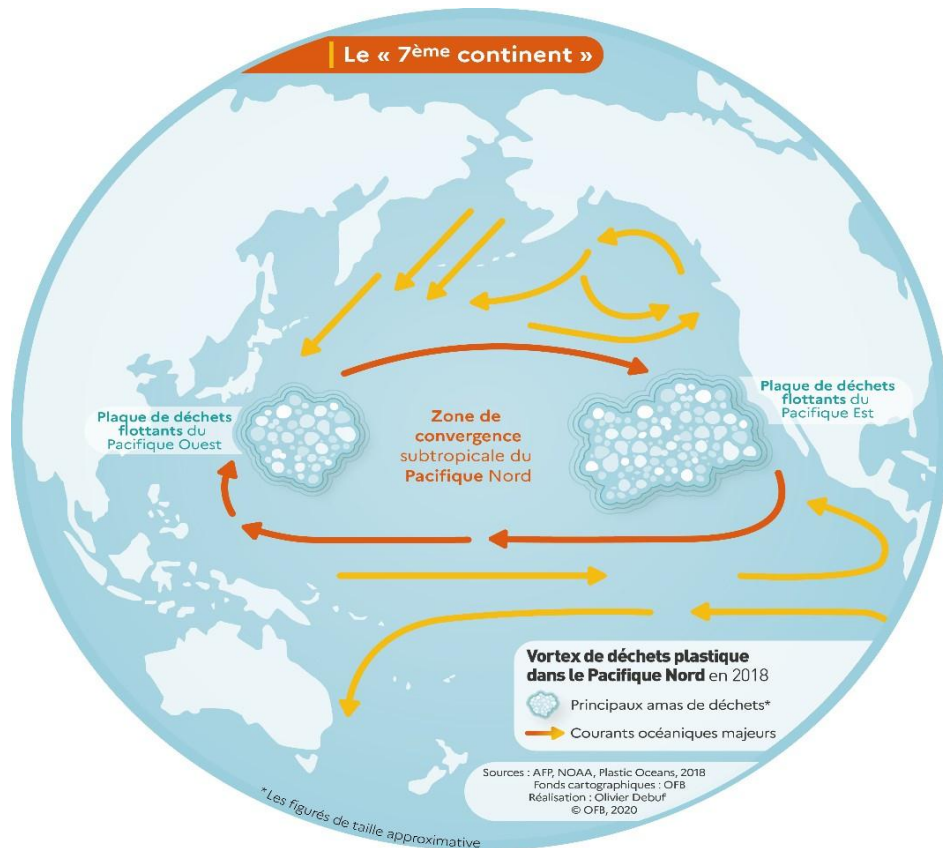 Le « 7ème continent »
Plaque de déchets
flottants du
Pacifique Ouest
Zone de
convergence
subtropicale du
Pacifique Nord
Plaque de déchets
flottants du
Pacifique Est
Vortex de déchets plastique
dans le Pacifique Nord en 2018
Principaux amas de déchets*
Courants océaniques majeurs
Sources : AFP, NOAA, Plastic Oceans, 2018
Fonds cartographiques : OFB
Réalisation : Olivier Debuf
© OFB, 2020
*Les figurés de taille approximative